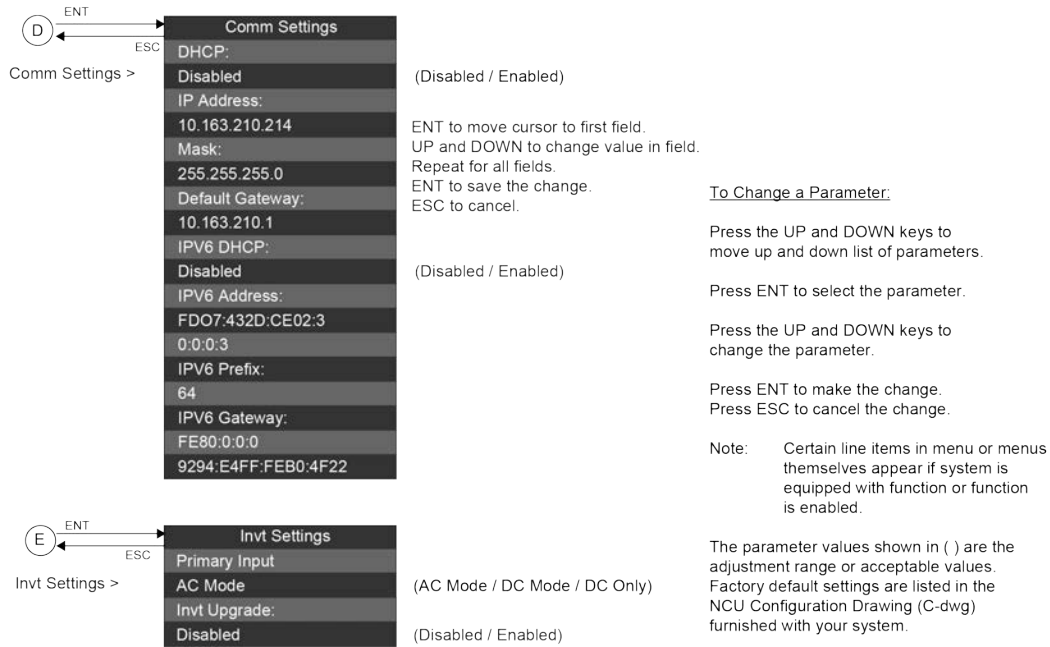 ENT
D
ESC
Comm Settings >
Comm Settings
DHCP:
Disabled
(Disabled / Enabled)
IP Address:
10.163.210.214
Mask:
255.255.255.0
Default Gateway:
10.163.210.1
ENT to move cursor to first field.
UP and DOWN to change value in field.
Repeat for all fields.
ENT to save the change.
ESC to cancel.
IPV6 DHCP:
Disabled
(Disabled / Enabled)
IPV6 Address:
FDO7:432D:CE02:3
0:0:0:3
IPV6 Prefix:
64
IPV6 Gateway:
FE80:0:0:0
9294:E4FF:FEB0:4F22
ENT
E
ESC
Invt Settings >
Invt Settings
Primary Input
AC Mode
(AC Mode / DC Mode / DC Only)
Invt Upgrade:
Disabled
(Disabled / Enabled)
To Change a Parameter:
Press the UP and DOWN keys to
move up and down list of parameters.
Press ENT to select the parameter.
Press the UP and DOWN keys to
change the parameter.
Press ENT to make the change.
Press ESC to cancel the change.
Note: Certain line items in menu or menus
themselves appear if system is
equipped with function or function
is enabled.
The parameter values shown in ( ) are the
adjustment range or acceptable values.
Factory default settings are listed in the
NCU Configuration Drawing (C-dwg)
furnished with your system.